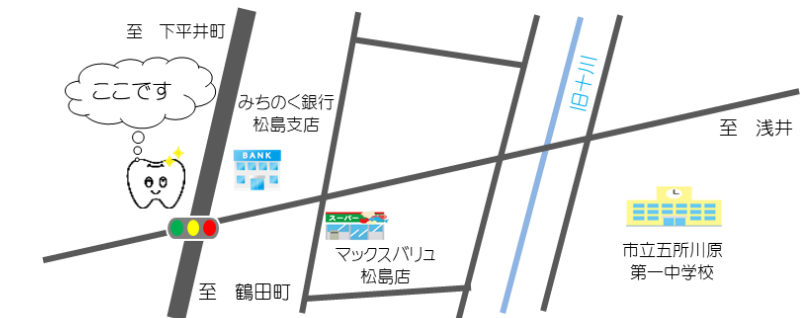 至　下平井町
ここです
みちのく銀行
松島支店
BANK
旧十川
至　浅井
スーパー
マックスバリュ
松島店
市立五所川原
第一中学校
至　鶴田町